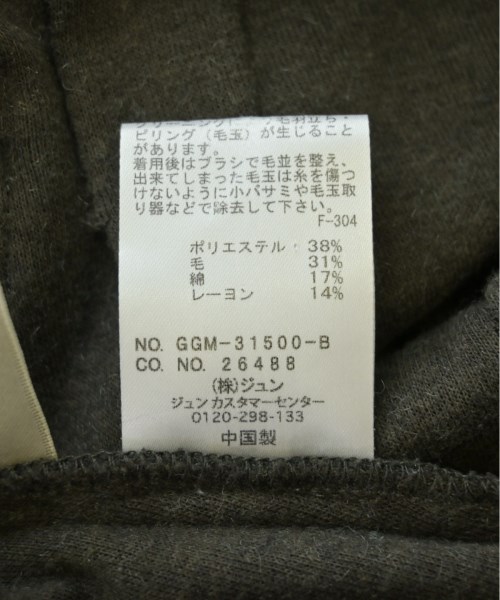 ピリング（毛玉）が生じること
があります。
着用後はブラシで毛並を整え、
出来てしまった毛玉は糸を傷つ
けないように小バサミや毛玉取
り器などで除去して下さい。
F-304
ポリエステル 38%
毛 31%
綿 17%
レーヨン 14%
NO. GGM-31500-B
CO. NO. 26488
(株)ジュン
ジュンカスタマーセンター
0120-298-133
中国製